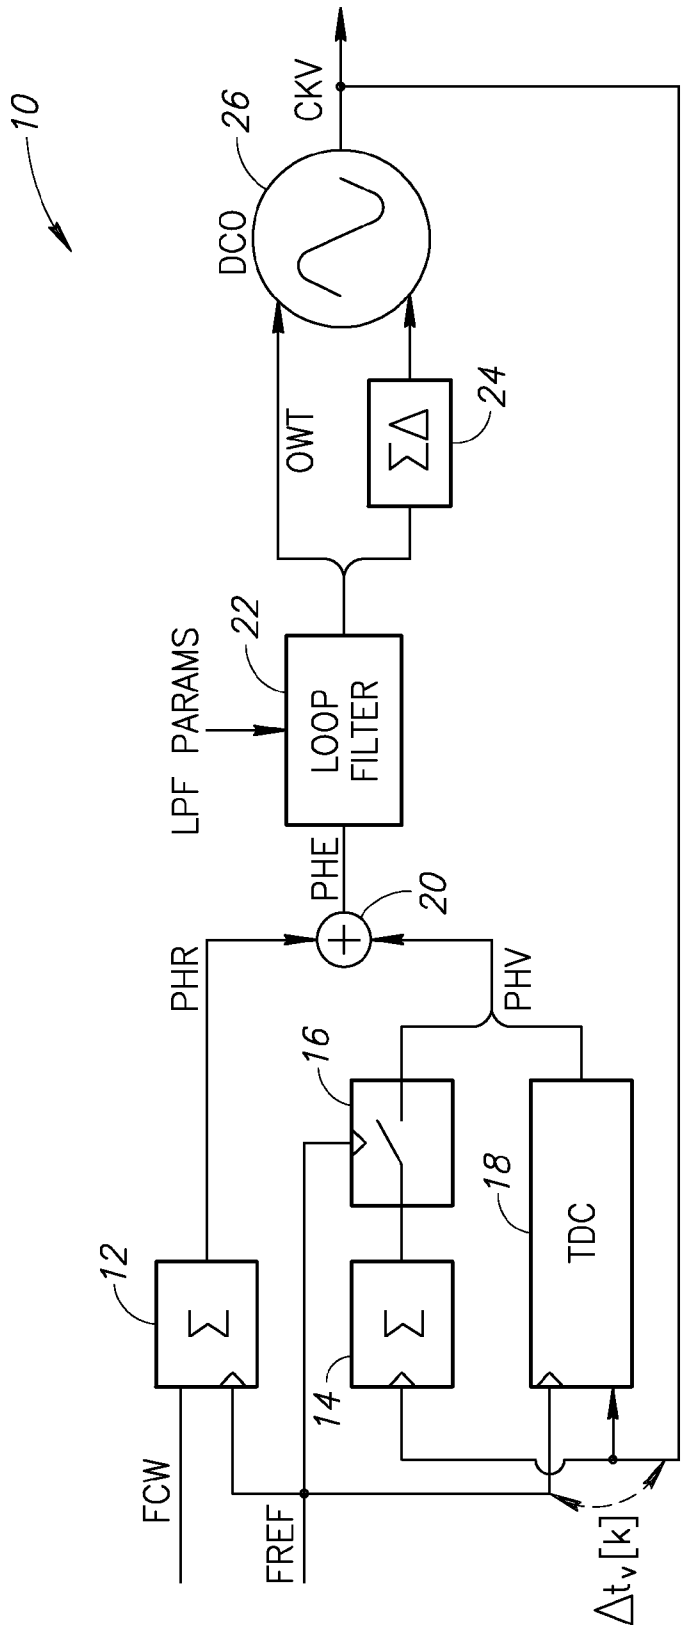 10
FCW
FREF
Δtv[k]
12
Σ
14
Σ
16
18
TDC
PHR
PHV
20
PHE
LPF PARAMS
22
LOOP
FILTER
OWT
ΣΔ
24
DCO
26
CKV